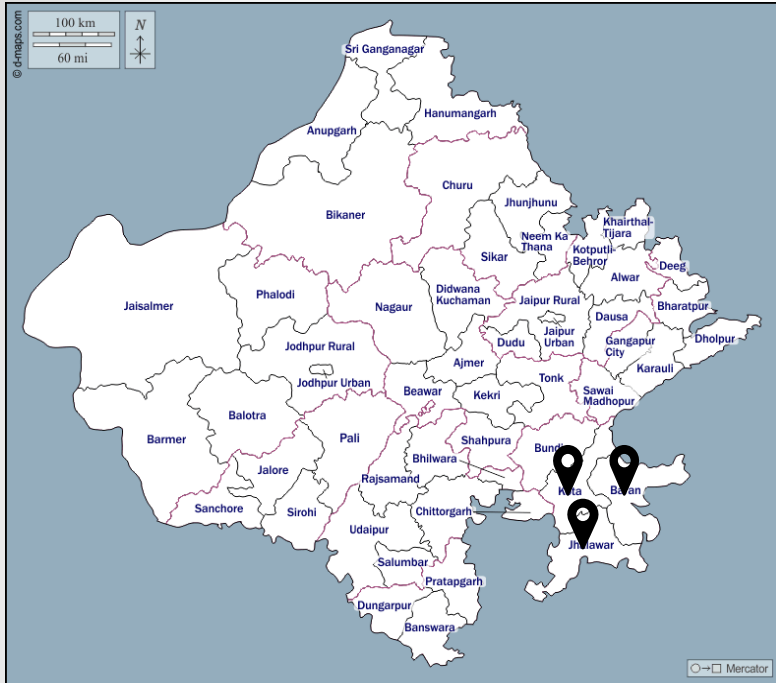 100 km
60 mi
N
© d-maps.com
Sri Ganganagar
Hanumangarh
Anupgarh
Churu
Bikaner
Jhunjhunu
Khairthal-
Tijara
Neem Ka
Thana
Kotputli-
Behror
Sikar
Deeg
Alwar
Jaisalmer
Phalodi
Nagaur
Didwana
Kuchaman
Jaipur Rural
Bharatpur
Dausa
Dudu
Jaipur
Urban
Gangapur
City
Dholpur
Jodhpur Rural
Ajmer
Karauli
Jodhpur Urban
Beawar
Kekri
Tonk
Sawai
Madhopur
Balotra
Barmer
Pali
Shahpura
Bundi
Bhilwara
Jalore
Rajsamand
Kota
Baran
Sanchore
Sirohi
Chittorgarh
Udaipur
Jhalawar
Salumbar
Pratapgarh
Dungarpur
Banswara
Mercator